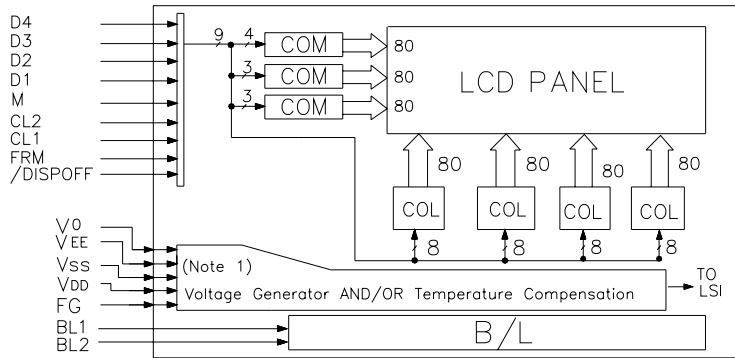 D4
D3
D2
D1
M
CL2
CL1
FRM
/DISPOFF
9 4 COM 80
3 COM 80
3 COM 80
LCD PANEL
80 80 80 80
COL COL COL COL
8 8 8 8
V0
VEE
VSS
VDD
FG
(Note 1)
Voltage Generator AND/OR Temperature Compensation
TO
LSI
BL1
BL2
B/L